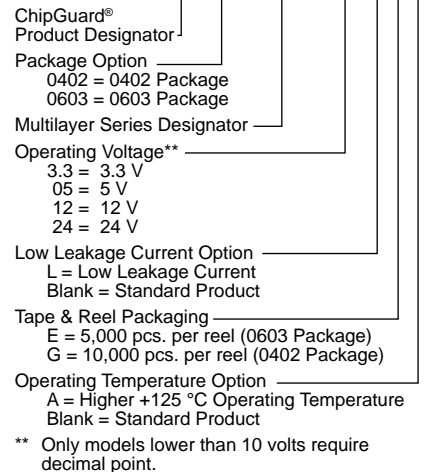 ChipGuard®
Product Designator
Package Option
0402 = 0402 Package
0603 = 0603 Package
Multilayer Series Designator
Operating Voltage**
3.3 = 3.3 V
05 = 5 V
12 = 12 V
24 = 24 V
Low Leakage Current Option
L = Low Leakage Current
Blank = Standard Product
Tape & Reel Packaging
E = 5,000 pcs. per reel (0603 Package)
G = 10,000 pcs. per reel (0402 Package)
Operating Temperature Option
A = Higher +125 °C Operating Temperature
Blank = Standard Product
** Only models lower than 10 volts require
decimal point.